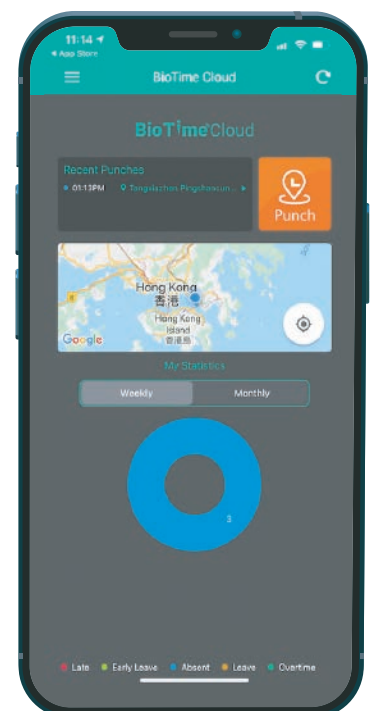 11:14
App Store
BioTime Cloud
BioTime Cloud
Recent Punches
01:13PM
Punch
Hong Kong
香港
Hong Kong
Island
香港島
Google
My Statistics
Weekly Monthly
3
Late Early Leave Absent Leave Overtime